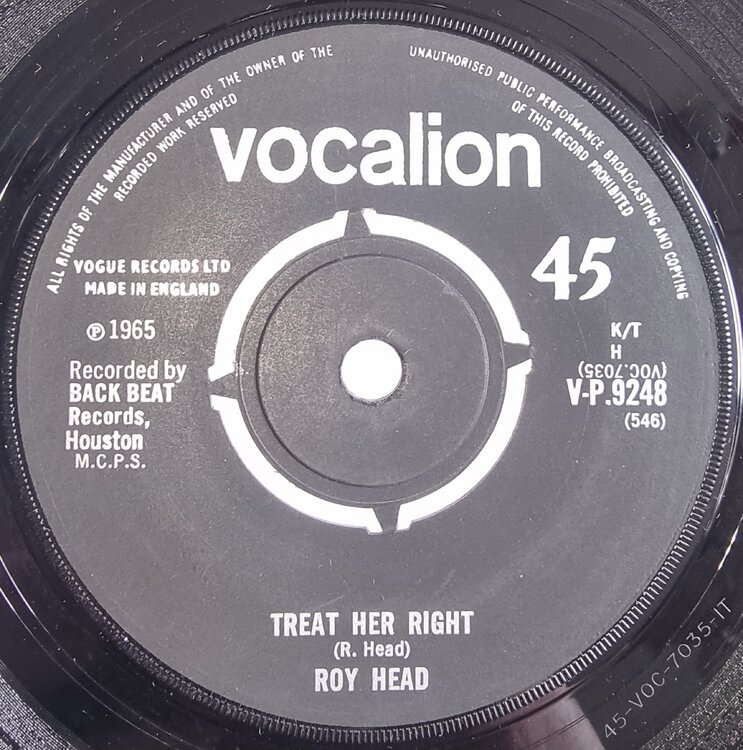 ALL RIGHTS OF THE MANUFACTURER AND OF THE OWNER OF THE
RECORDED WORK RESERVED
UNAUTHORISED PUBLIC PERFORMANCE BROADCASTING AND COPYING
OF THIS RECORD PROHIBITED
vocalion
VOGUE RECORDS LTD
MADE IN ENGLAND
45
℗ 1965
Recorded by
BACK BEAT
Records,
Houston
M.C.P.S.
K/T
H
(VOC.7035)
V-P.9248
(546)
TREAT HER RIGHT
(R. Head)
ROY HEAD
45-VOC-7035-1T